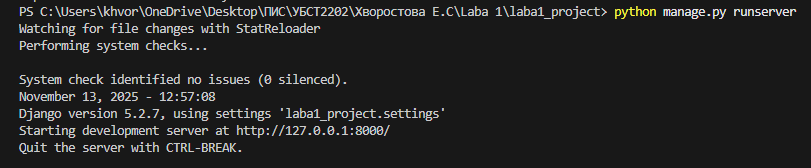 PS C:\Users\khvor\OneDrive\Desktop\ПИС\УБСТ2202\Хворостова Е.С\Laba 1\laba1_project> python manage.py runserver
Watching for file changes with StatReloader
Performing system checks...
System check identified no issues (0 silenced).
November 13, 2025 - 12:57:08
Django version 5.2.7, using settings 'laba1_project.settings'
Starting development server at http://127.0.0.1:8000/
Quit the server with CTRL-BREAK.